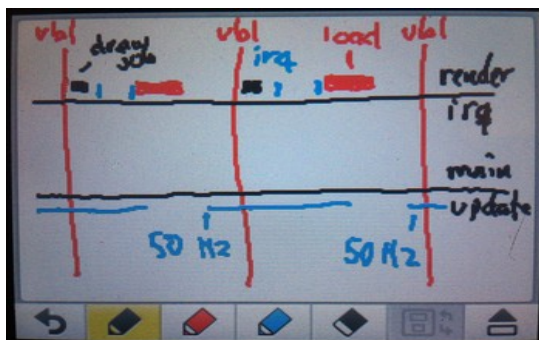 vbl vbl vbl
draw irq load
render
irq
main
update
50 Hz 50 Hz